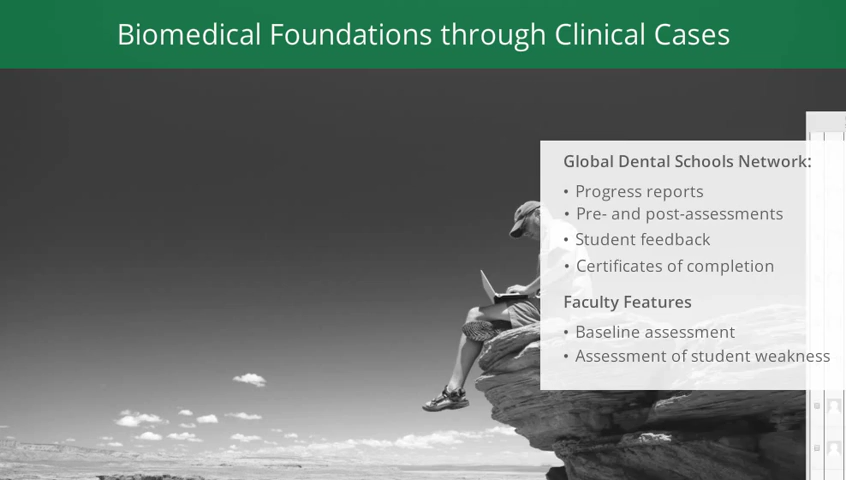 Biomedical Foundations through Clinical Cases
Global Dental Schools Network:
• Progress reports
• Pre- and post-assessments
• Student feedback
• Certificates of completion
Faculty Features
• Baseline assessment
• Assessment of student weakness